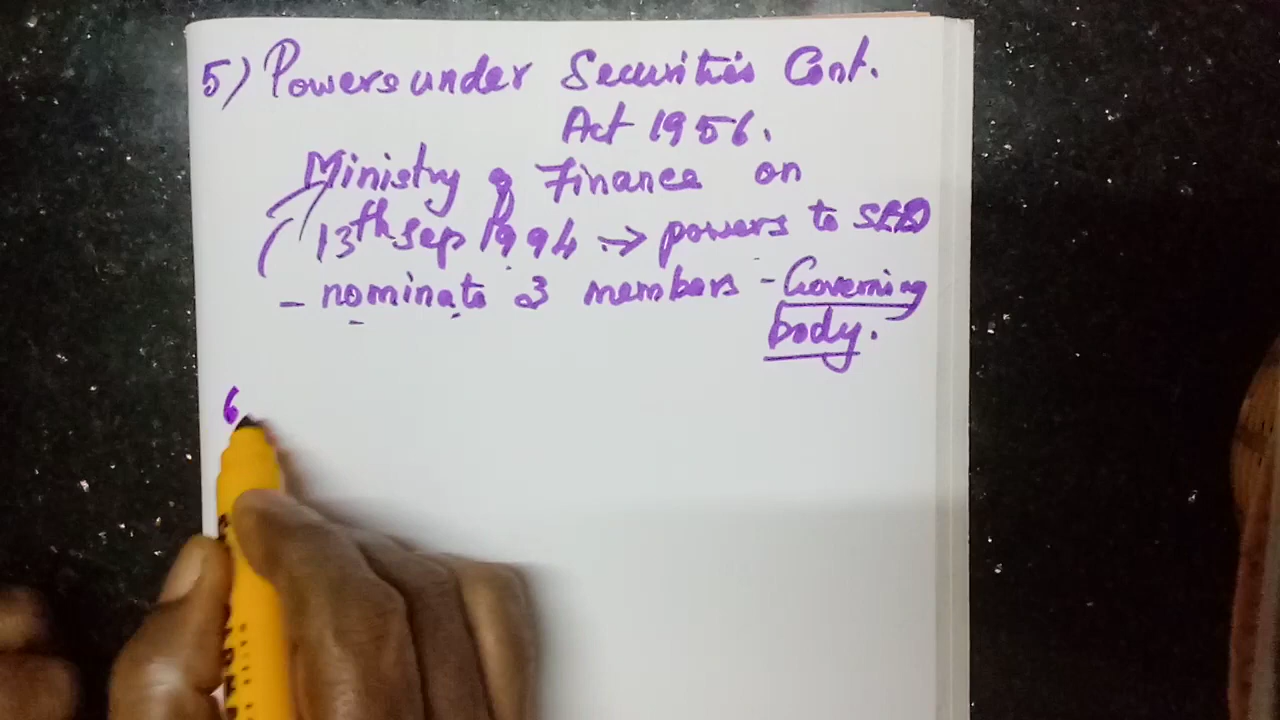 5) Powers under Securities Cont.
Act 1956.
Ministry of Finance on
13th Sep 1994 -> powers to
- nominate 3 members - Governing
body.
6